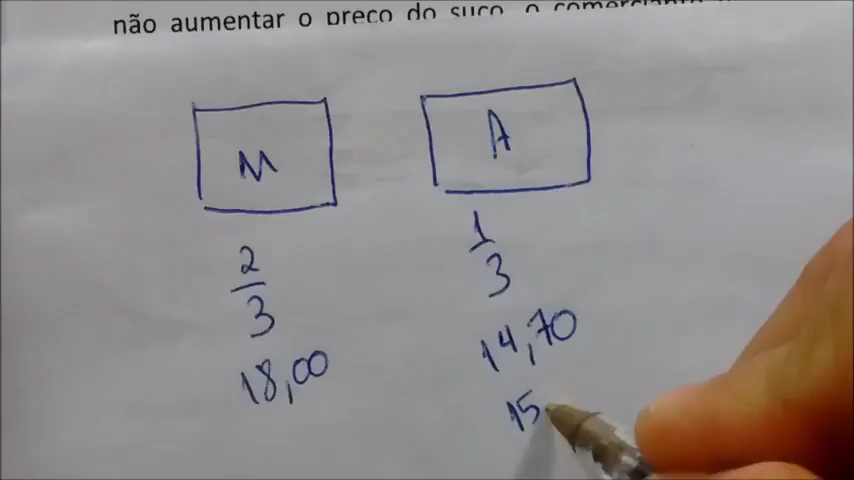 não aumentar o preço do suco, o comerciante
M
A
2
3
1
3
18,00
14,70
15